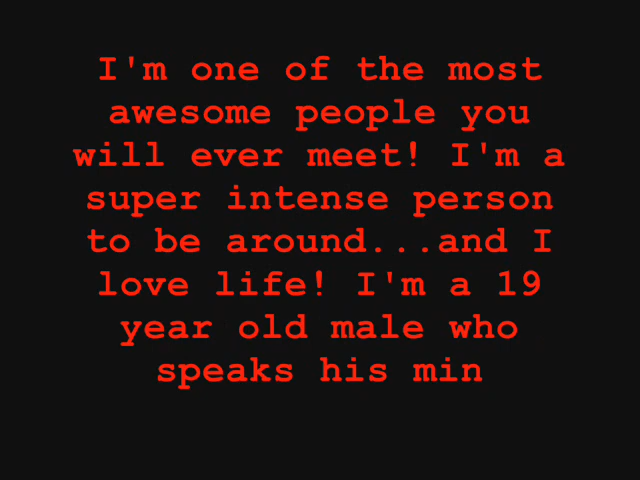 I'm one of the most
awesome people you
will ever meet! I'm a
super intense person
to be around...and I
love life! I'm a 19
year old male who
speaks his min